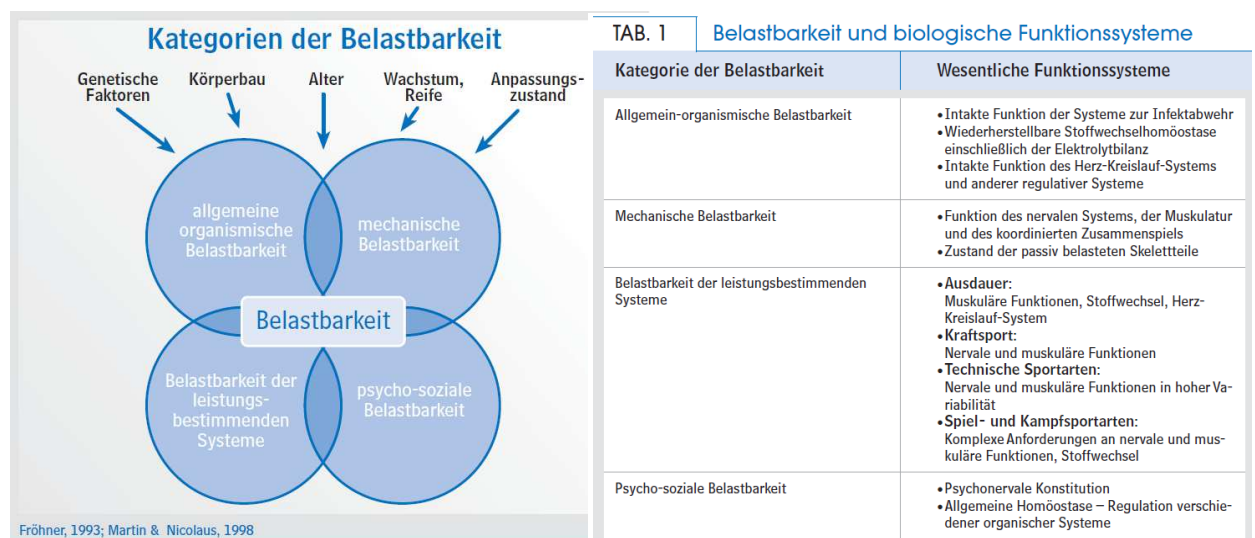 Kategorien der Belastbarkeit
Genetische
Faktoren
Körperbau
Alter
Wachstum,
Reife
Anpassungs-
zustand
allgemeine
organismische
Belastbarkeit
mechanische
Belastbarkeit
Belastbarkeit
Belastbarkeit der
leistungs-
bestimmenden
Systeme
psycho-soziale
Belastbarkeit
Fröhner, 1993; Martin & Nicolaus, 1998
TAB. 1 Belastbarkeit und biologische Funktionssysteme
Kategorie der Belastbarkeit
Wesentliche Funktionssysteme
Allgemein-organismische Belastbarkeit
• Intakte Funktion der Systeme zur Infektabwehr
• Wiederherstellbare Stoffwechselhomöostase
einschließlich der Elektrolytbilanz
• Intakte Funktion des Herz-Kreislauf-Systems
und anderer regulativer Systeme
Mechanische Belastbarkeit
• Funktion des nervalen Systems, der Muskulatur
und des koordinierten Zusammenspiels
• Zustand der passiv belasteten Skelettteile
Belastbarkeit der leistungsbestimmenden
Systeme
• Ausdauer:
Muskuläre Funktionen, Stoffwechsel, Herz-
Kreislauf-System
• Kraftsport:
Nervale und muskuläre Funktionen
• Technische Sportarten:
Nervale und muskuläre Funktionen in hoher Va-
riabilität
• Spiel- und Kampfsportarten:
Komplexe Anforderungen an nervale und mus-
kuläre Funktionen, Stoffwechsel
Psycho-soziale Belastbarkeit
• Psychonervale Konstitution
• Allgemeine Homöostase – Regulation verschie-
dener organischer Systeme